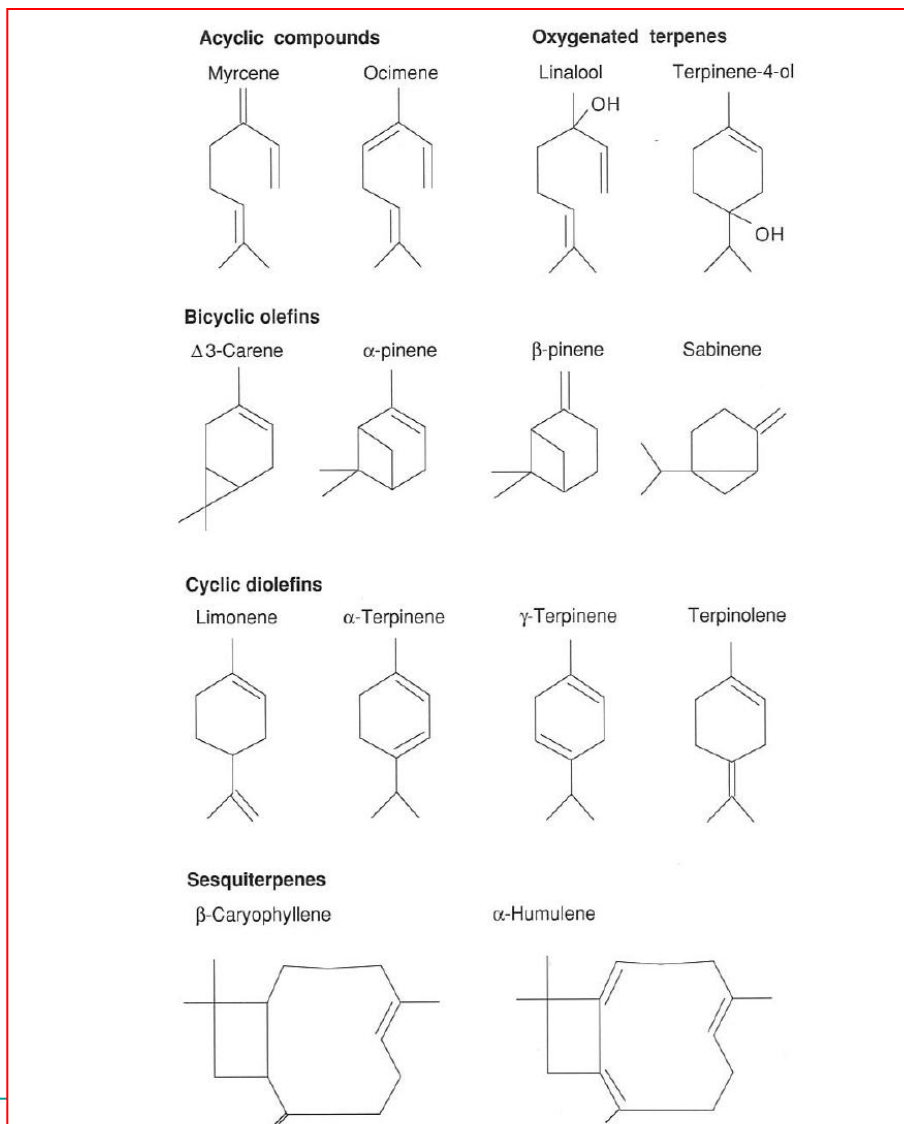 Acyclic compounds Oxygenated terpenes
Myrcene Ocimene Linalool Terpinene-4-ol
OH
OH
Bicyclic olefins
Δ3-Carene α-pinene β-pinene Sabinene
Cyclic diolefins
Limonene α-Terpinene γ-Terpinene Terpinolene
Sesquiterpenes
β-Caryophyllene α-Humulene